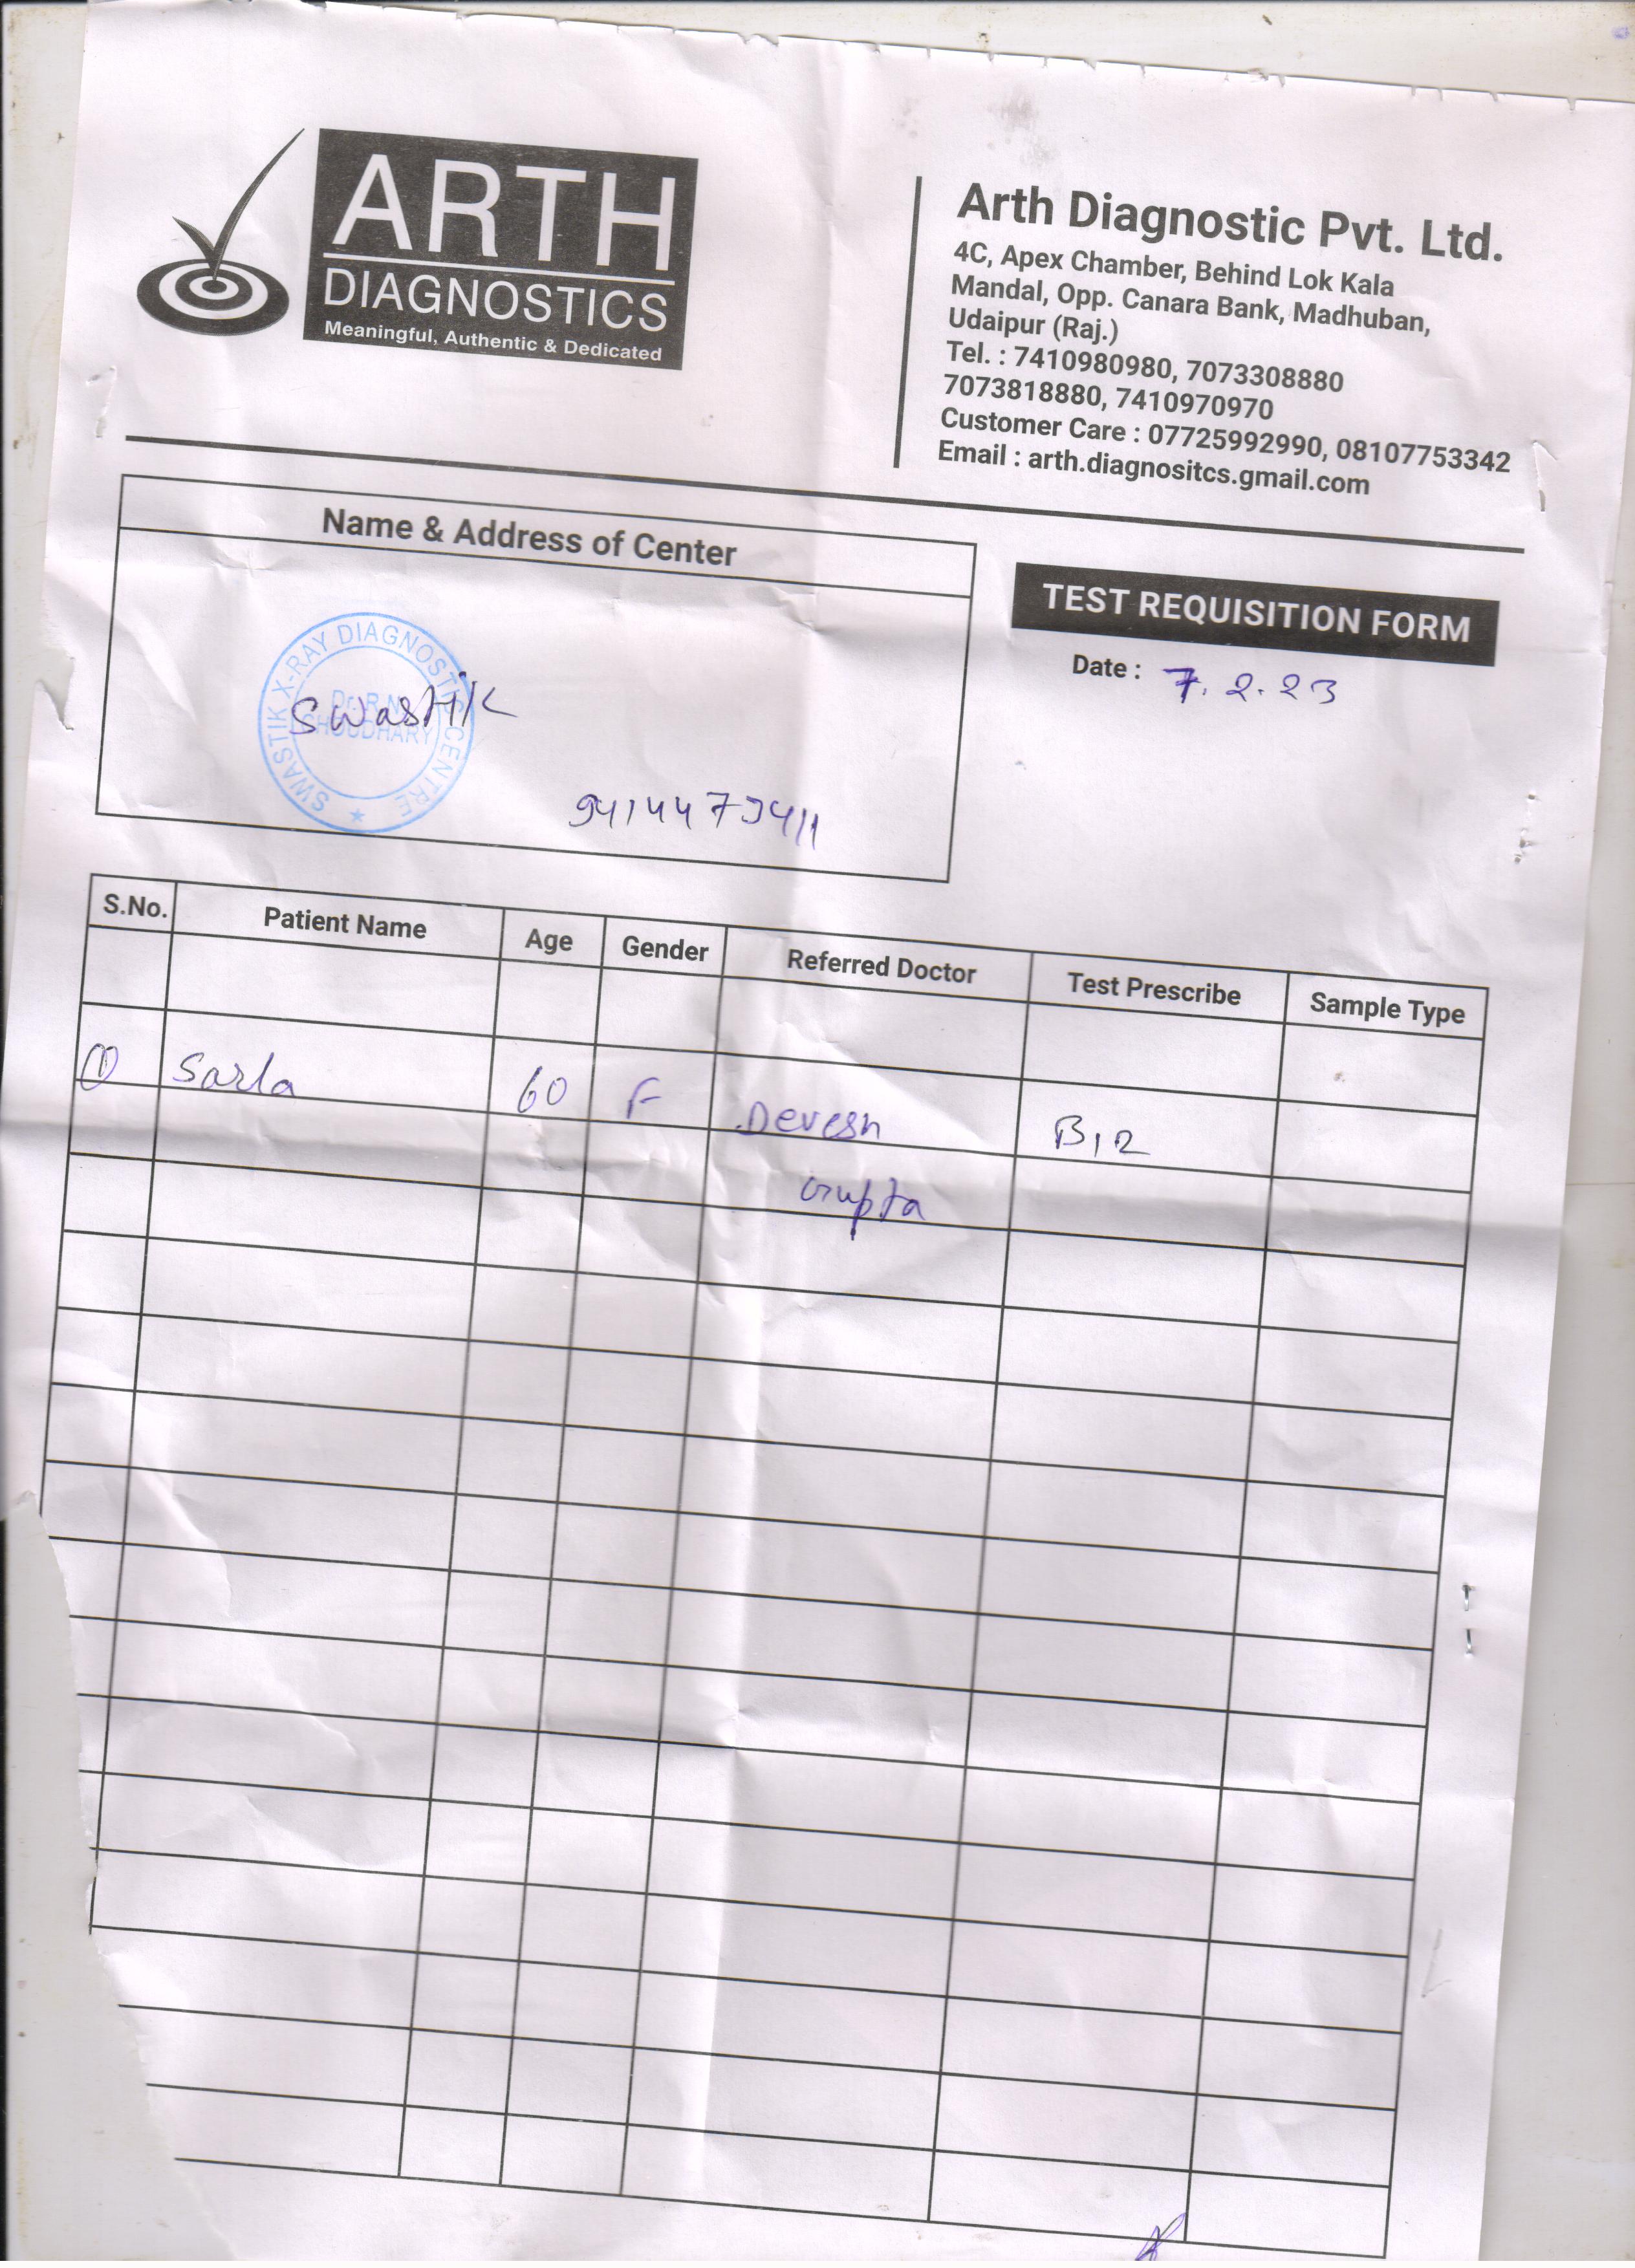 ARTH
DIAGNOSTICS
Meaningful, Authentic & Dedicated
Arth Diagnostic Pvt. Ltd.
4C, Apex Chamber, Behind Lok Kala
Mandal, Opp. Canara Bank, Madhuban,
Udaipur (Raj.)
Tel. : 7410980980, 7073308880
7073818880, 7410970970
Customer Care : 07725992990, 08107753342
Email : arth.diagnositcs.gmail.com
Name & Address of Center
SWASTIK X-RAY DIAGNOSTIC CENTRE
Dr. R.N.
CHOUDHARY
Swastik
9414479411
TEST REQUISITION FORM
Date : 7.2.23
S.No. Patient Name Age Gender Referred Doctor Test Prescribe Sample Type
1 Sarla 60 F Devesh B12
Gupta